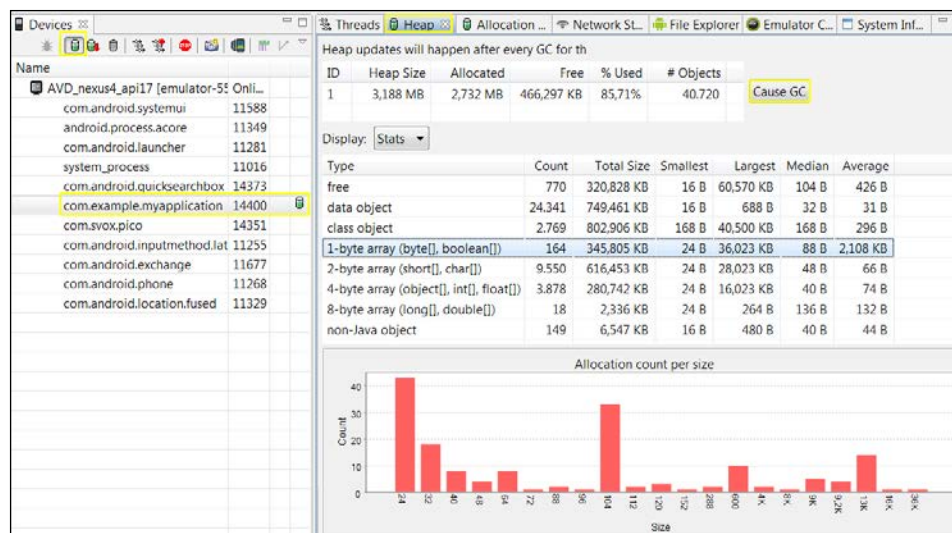 Devices
Name
AVD_nexus4_api17 [emulator-55 Onli...
com.android.systemui 11588
android.process.acore 11349
com.android.launcher 11281
system_process 11016
com.android.quicksearchbox 14373
com.example.myapplication 14400
com.svox.pico 14351
com.android.inputmethod.lat 11255
com.android.exchange 11677
com.android.phone 11268
com.android.location.fused 11329
Threads Heap Allocation ... Network St... File Explorer Emulator C... System Inf...
Heap updates will happen after every GC for th
ID Heap Size Allocated Free % Used # Objects
1 3,188 MB 2,732 MB 466,297 KB 85,71% 40.720
Cause GC
Display: Stats
Type Count Total Size Smallest Largest Median Average
free 770 320,828 KB 16 B 60,570 KB 104 B 426 B
data object 24.341 749,461 KB 16 B 688 B 32 B 31 B
class object 2.769 802,906 KB 168 B 40,500 KB 168 B 296 B
1-byte array (byte[], boolean[]) 164 345,805 KB 24 B 36,023 KB 88 B 2,108 KB
2-byte array (short[], char[]) 9.550 616,453 KB 24 B 28,023 KB 48 B 66 B
4-byte array (object[], int[], float[]) 3.878 280,742 KB 24 B 16,023 KB 40 B 74 B
8-byte array (long[], double[]) 18 2,336 KB 24 B 264 B 136 B 132 B
non-Java object 149 6,547 KB 16 B 480 B 40 B 44 B
Allocation count per size
Count
40
30
20
10
0
24 32 40 48 64 72 88 96 104 112 120 152 288 600 4K 8K 9K 9,2K 13K 16K 36K
Size